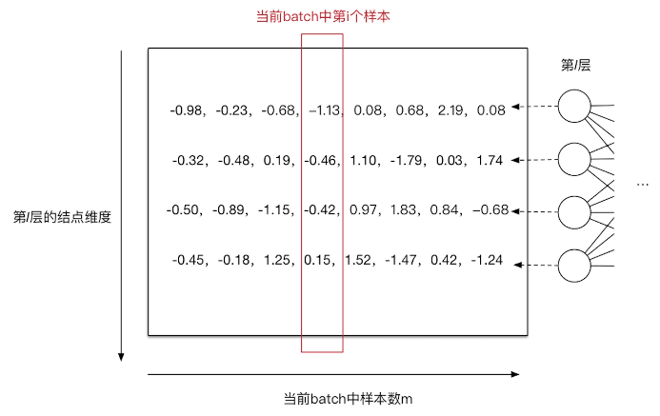 当前batch中第i个样本
第l层
-0.98, -0.23, -0.68, -1.13, 0.08, 0.68, 2.19, 0.08
-0.32, -0.48, 0.19, -0.46, 1.10, -1.79, 0.03, 1.74
...
第l层的结点维度
-0.50, -0.89, -1.15, -0.42, 0.97, 1.83, 0.84, -0.68
-0.45, -0.18, 1.25, 0.15, 1.52, -1.47, 0.42, -1.24
当前batch中样本数m